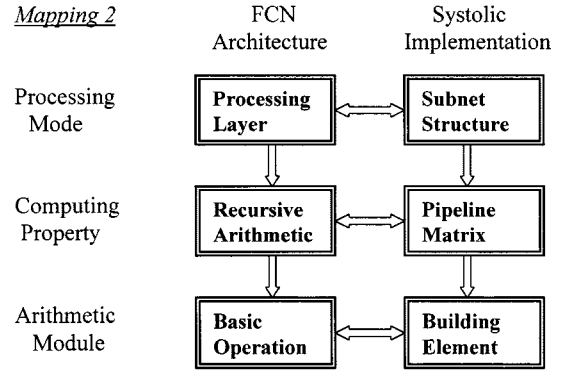 Mapping 2
FCN
Architecture
Systolic
Implementation
Processing
Mode
Processing
Layer
Subnet
Structure
Computing
Property
Recursive
Arithmetic
Pipeline
Matrix
Arithmetic
Module
Basic
Operation
Building
Element